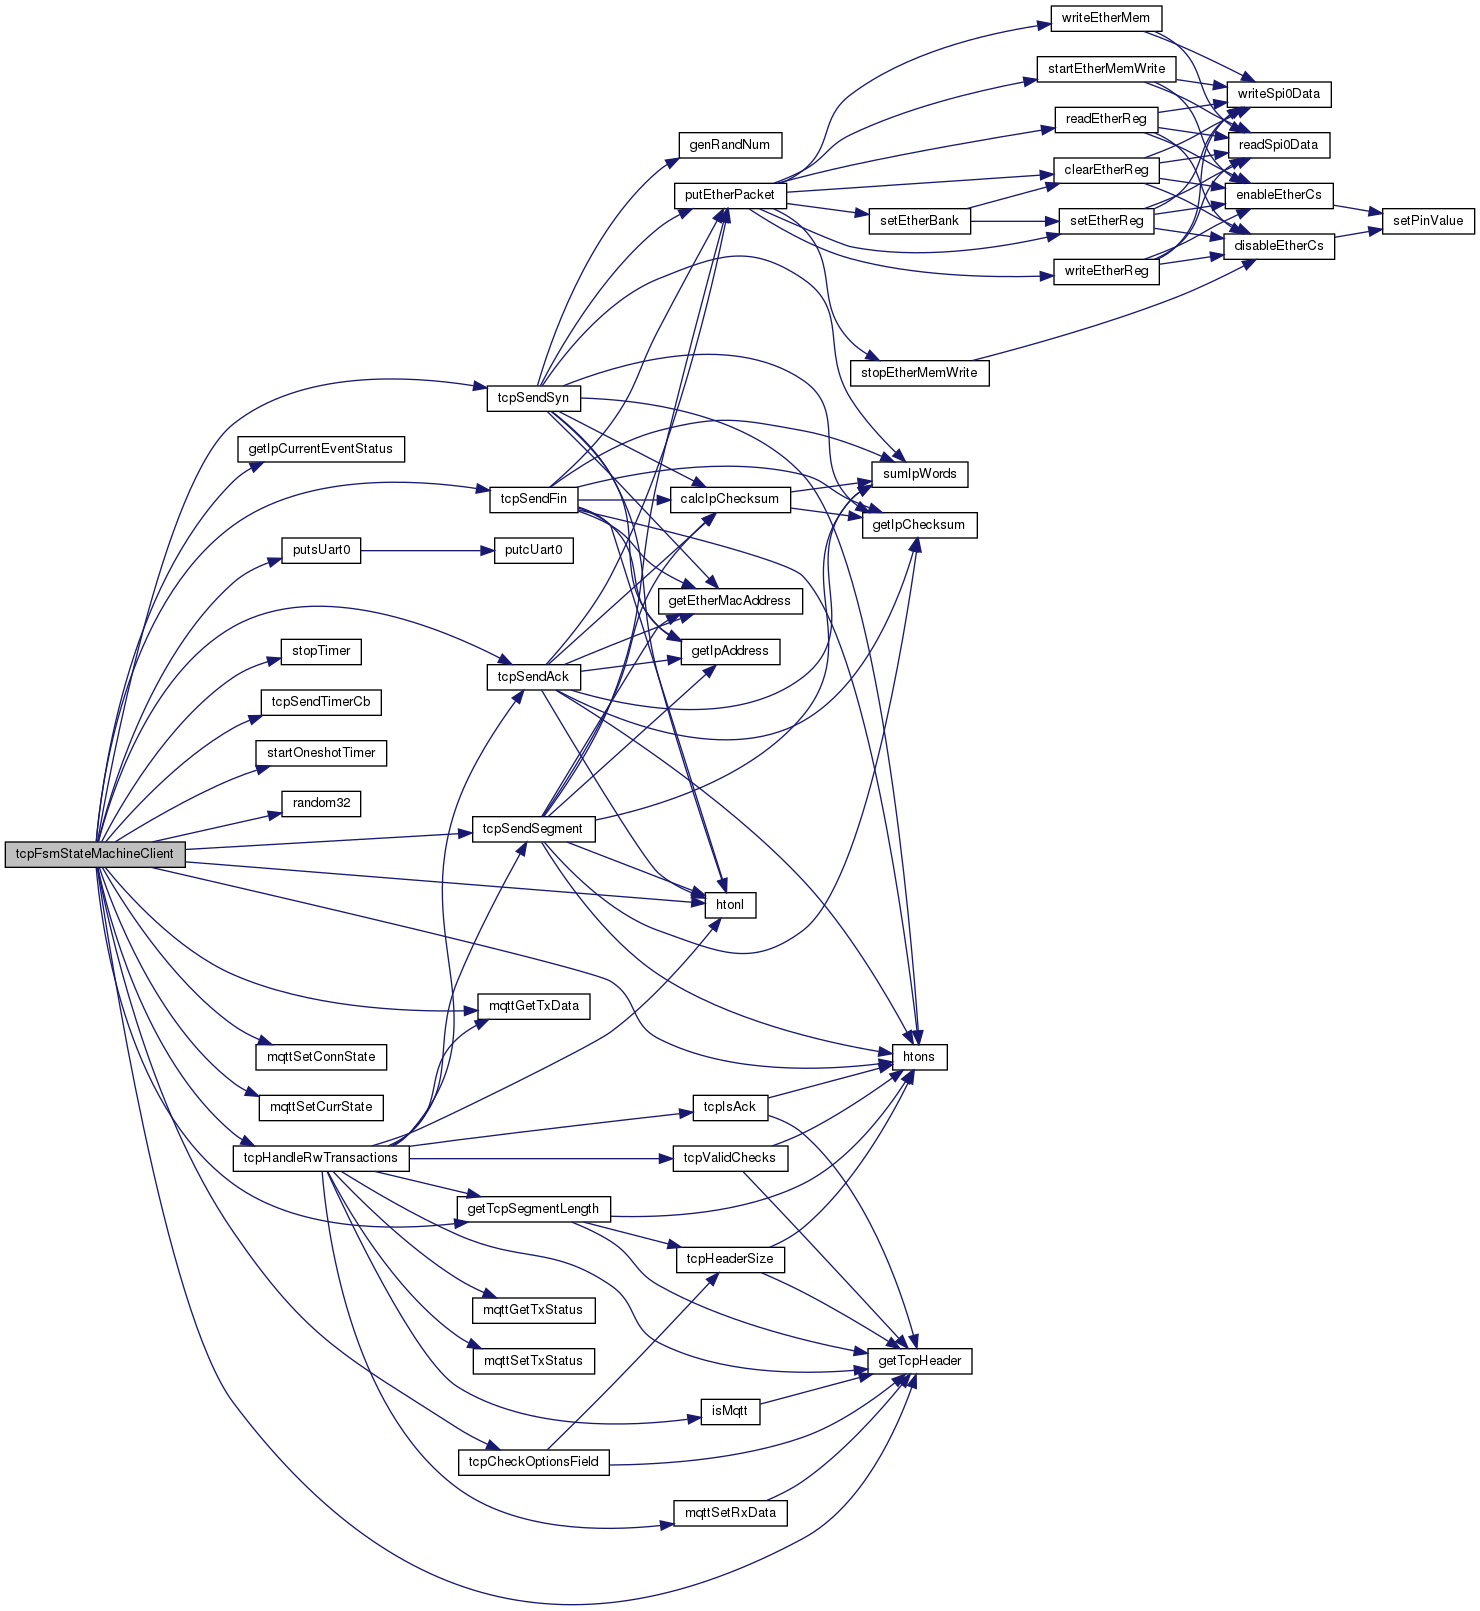 writeEtherMem
startEtherMemWrite
writeSpi0Data
readEtherReg
genRandNum
readSpi0Data
clearEtherReg
putEtherPacket
enableEtherCs
setEtherBank
setEtherReg
setPinValue
disableEtherCs
writeEtherReg
stopEtherMemWrite
tcpSendSyn
getIpCurrentEventStatus
sumIpWords
tcpSendFin
calcIpChecksum
getIpChecksum
putsUart0
putcUart0
getEtherMacAddress
stopTimer
getIpAddress
tcpSendAck
tcpSendTimerCb
startOneshotTimer
random32
tcpSendSegment
tcpFsmStateMachineClient
htonl
mqttGetTxData
mqttSetConnState
htons
mqttSetCurrState
tcpIsAck
tcpHandleRwTransactions
tcpValidChecks
getTcpSegmentLength
tcpHeaderSize
mqttGetTxStatus
mqttSetTxStatus
getTcpHeader
isMqtt
tcpCheckOptionsField
mqttSetRxData